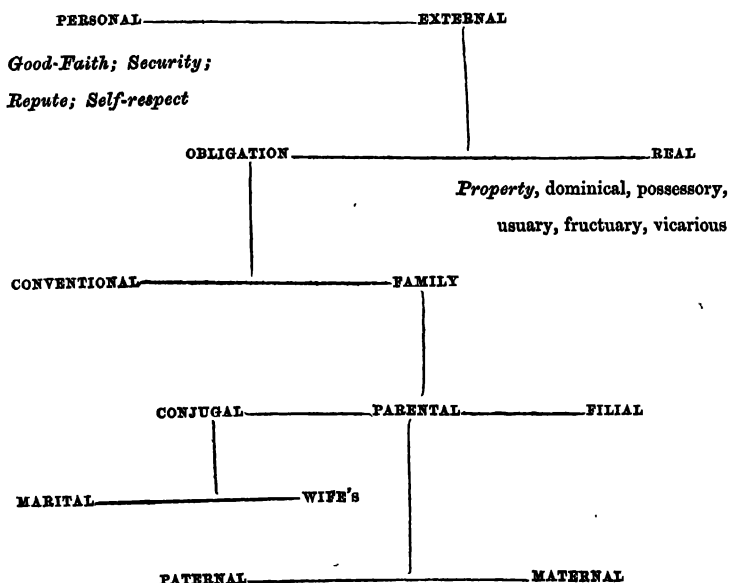 PERSONAL EXTERNAL
Good-Faith; Security;
Repute; Self-respect
OBLIGATION REAL
Property, dominical, possessory,
usuary, fructuary, vicarious
CONVENTIONAL FAMILY
CONJUGAL PARENTAL FILIAL
MARITAL WIFE'S
PATERNAL MATERNAL